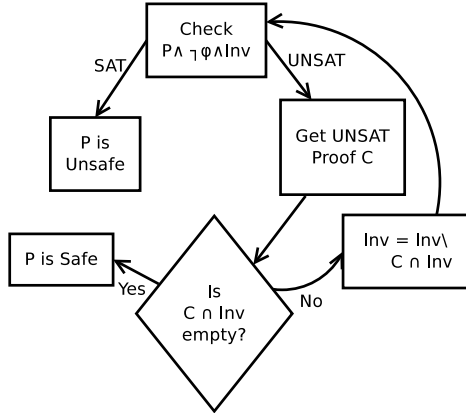 Check
P∧ ┐φ∧Inv
SAT
UNSAT
P is
Unsafe
Get UNSAT
Proof C
P is Safe
Inv = Inv\
C ∩ Inv
Is
C ∩ Inv
empty?
Yes
No